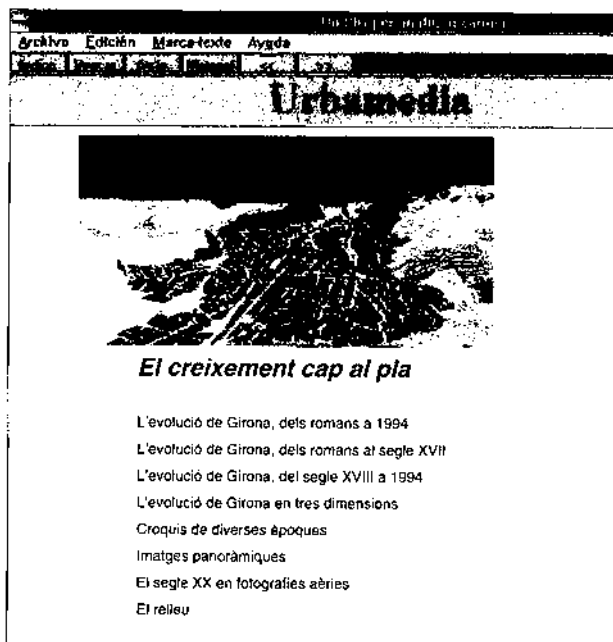 Archivo Edición Marca-texto Ayuda
<< >>
Urbamedia
El creixement cap al pla
L'evolució de Girona, dels romans a 1994
L'evolució de Girona, dels romans al segle XVII
L'evolució de Girona, del segle XVIII a 1994
L'evolució de Girona en tres dimensions
Croquis de diverses èpoques
Imatges panoràmiques
El segle XX en fotografies aèries
El relleu